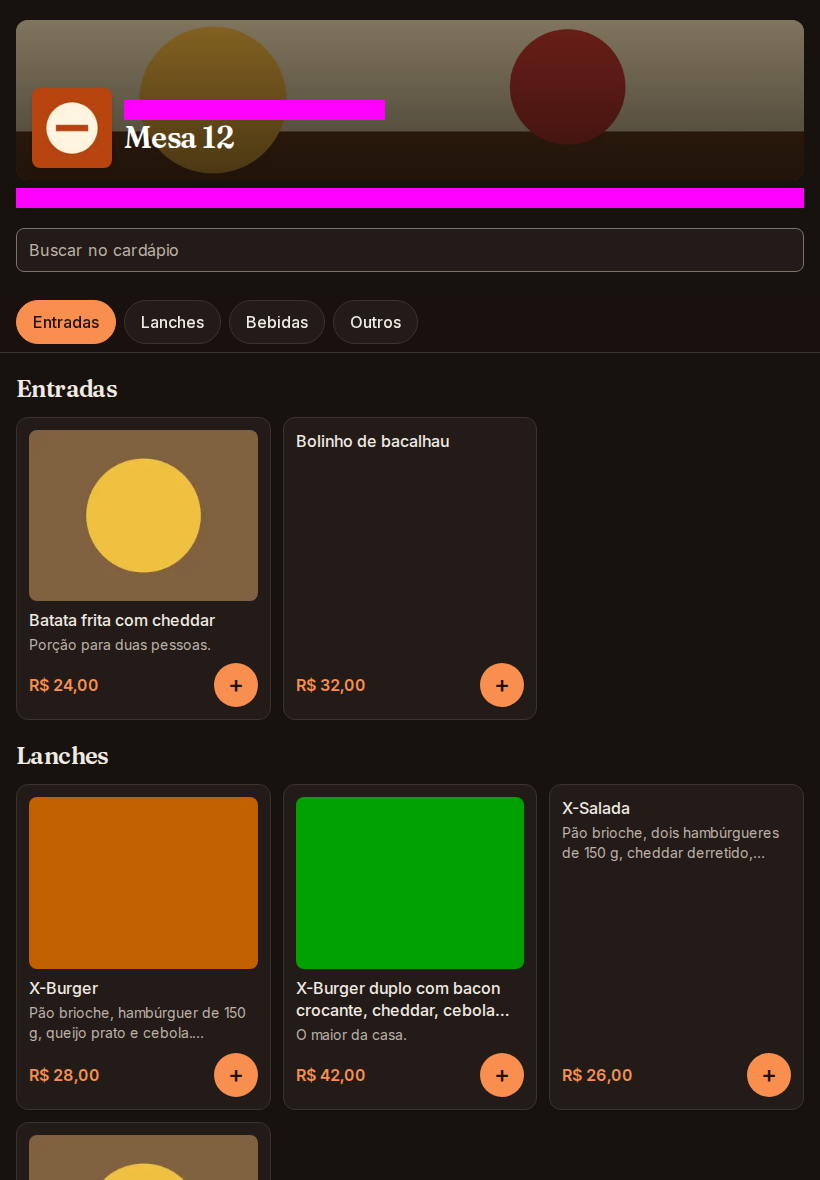 Mesa 12
Buscar no cardápio
Entradas
Lanches
Bebidas
Outros
Entradas
Batata frita com cheddar
Porção para duas pessoas.
R$ 24,00
+
Bolinho de bacalhau
R$ 32,00
+
Lanches
X-Burger
Pão brioche, hambúrguer de 150
g, queijo prato e cebola....
R$ 28,00
+
X-Burger duplo com bacon
crocante, cheddar, cebola...
O maior da casa.
R$ 42,00
+
X-Salada
Pão brioche, dois hambúrgueres
de 150 g, cheddar derretido,...
R$ 26,00
+